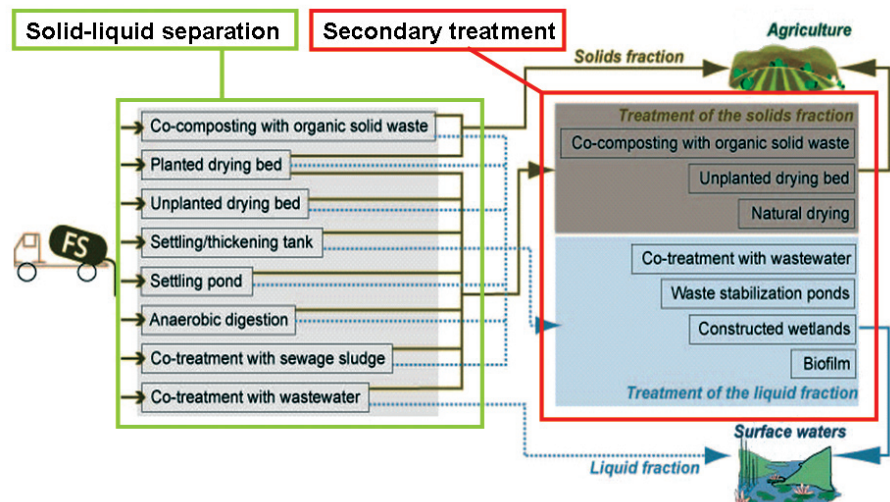 Solid-liquid separation
Secondary treatment
Agriculture
Solids fraction
Co-composting with organic solid waste
Planted drying bed
Unplanted drying bed
Settling/thickening tank
Settling pond
Anaerobic digestion
Co-treatment with sewage sludge
Co-treatment with wastewater
FS
Treatment of the solids fraction
Co-composting with organic solid waste
Unplanted drying bed
Natural drying
Co-treatment with wastewater
Waste stabilization ponds
Constructed wetlands
Biofilm
Treatment of the liquid fraction
Surface waters
Liquid fraction